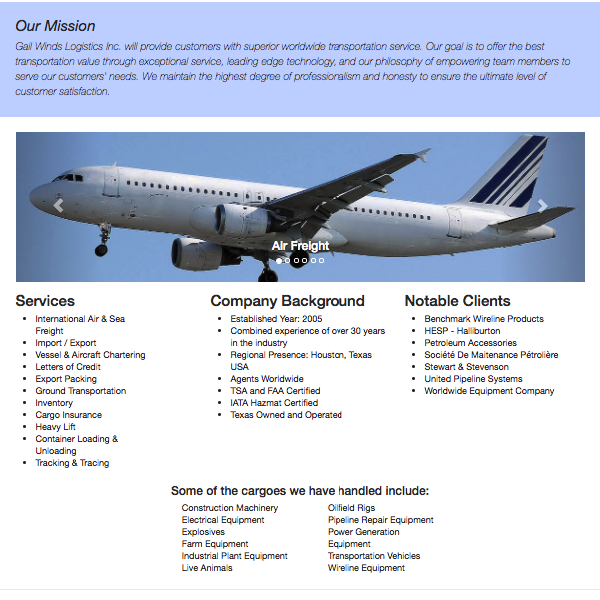 Our Mission
Gail Winds Logistics Inc. will provide customers with superior worldwide transportation service. Our goal is to offer the best
transportation value through exceptional service, leading edge technology, and our philosophy of empowering team members to
serve our customers' needs. We maintain the highest degree of professionalism and honesty to ensure the ultimate level of
customer satisfaction.
Air Freight
Services
International Air & Sea
Freight
Import / Export
Vessel & Aircraft Chartering
Letters of Credit
Export Packing
Ground Transportation
Inventory
Cargo Insurance
Heavy Lift
Container Loading &
Unloading
Tracking & Tracing
Company Background
Established Year: 2005
Combined experience of over 30 years
in the industry
Regional Presence: Houston, Texas
USA
Agents Worldwide
TSA and FAA Certified
IATA Hazmat Certified
Texas Owned and Operated
Notable Clients
Benchmark Wireline Products
HESP - Halliburton
Petroleum Accessories
Société De Maitenance Pétrolière
Stewart & Stevenson
United Pipeline Systems
Worldwide Equipment Company
Some of the cargoes we have handled include:
Construction Machinery
Electrical Equipment
Explosives
Farm Equipment
Industrial Plant Equipment
Live Animals
Oilfield Rigs
Pipeline Repair Equipment
Power Generation
Equipment
Transportation Vehicles
Wireline Equipment